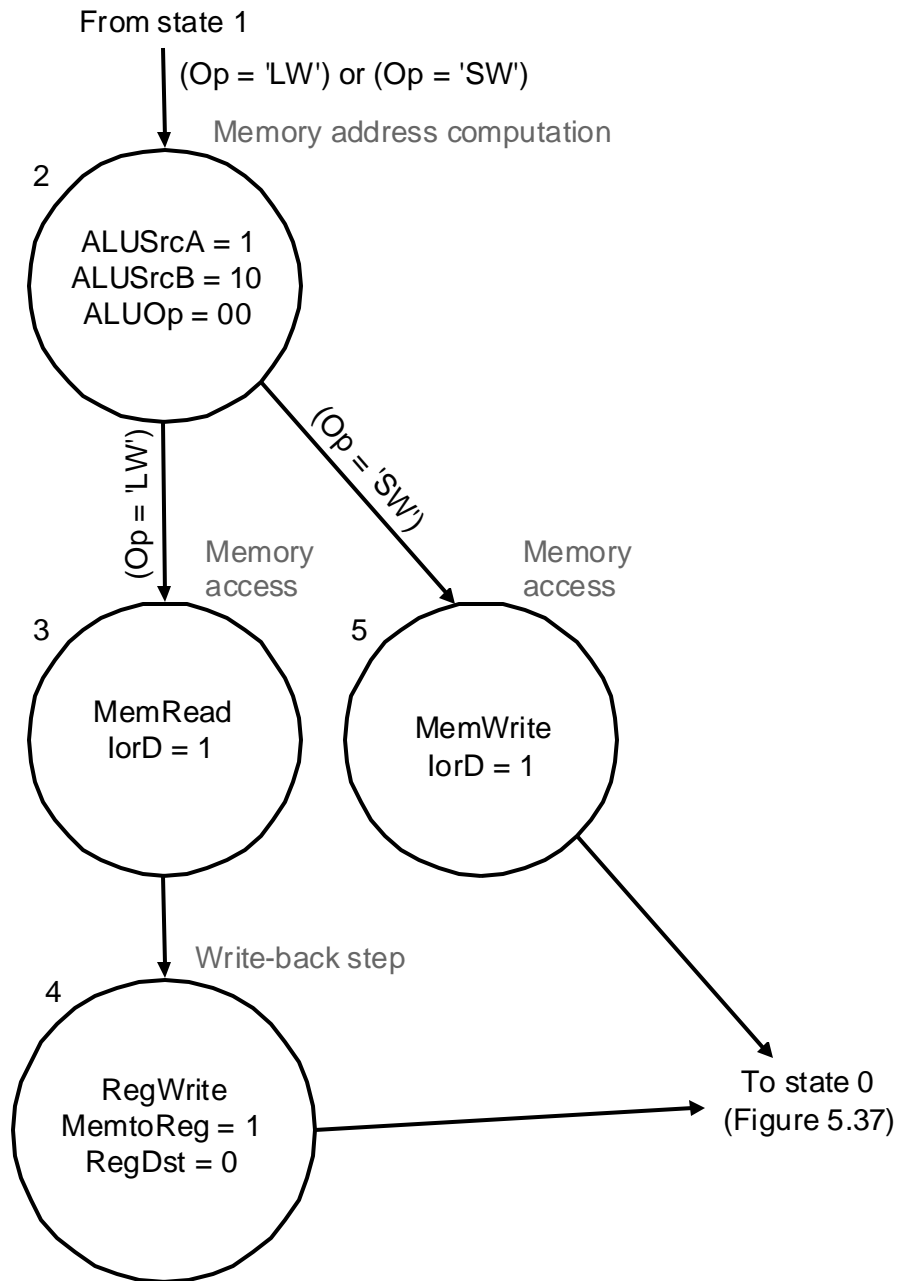 From state 1
(Op = 'LW') or (Op = 'SW')
Memory address computation
2
ALUSrcA = 1
ALUSrcB = 10
ALUOp = 00
(Op = 'LW')
(Op = 'SW')
Memory
access
Memory
access
3
5
MemRead
IorD = 1
MemWrite
IorD = 1
Write-back step
4
RegWrite
MemtoReg = 1
RegDst = 0
To state 0
(Figure 5.37)